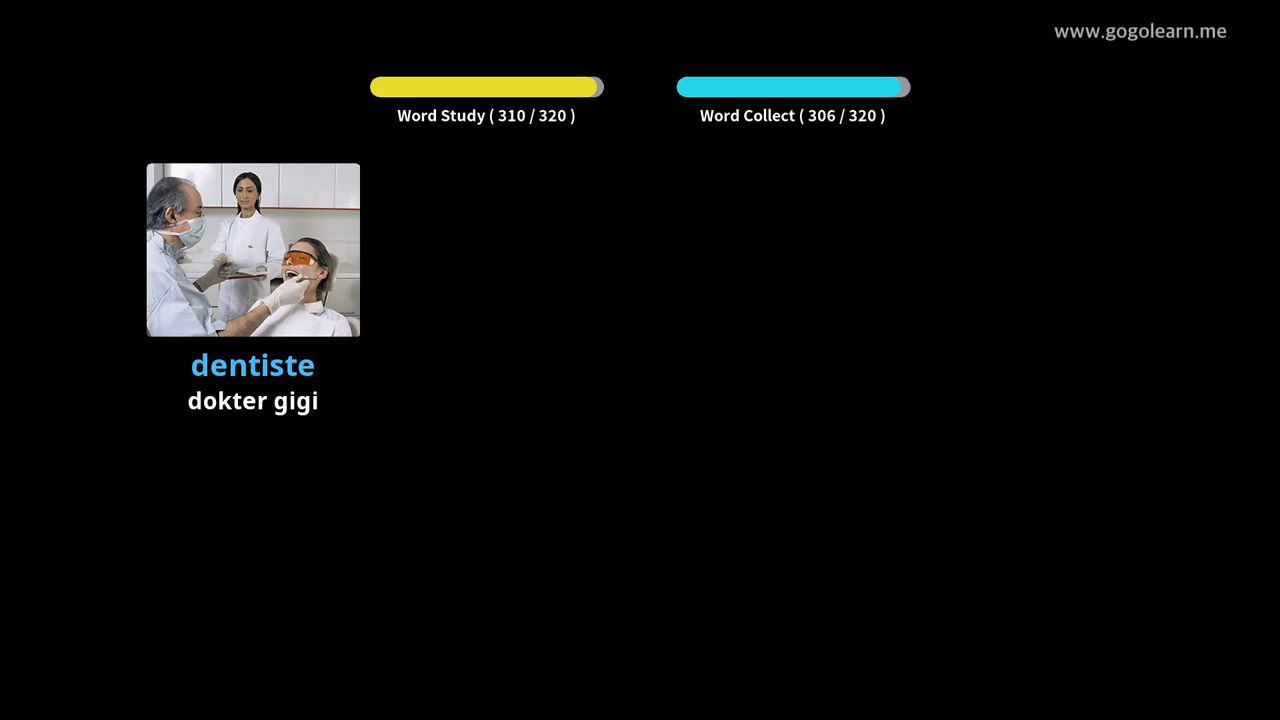 www.gogolearn.me
Word Study ( 310 / 320 )
Word Collect ( 306 / 320 )
dentiste
dokter gigi